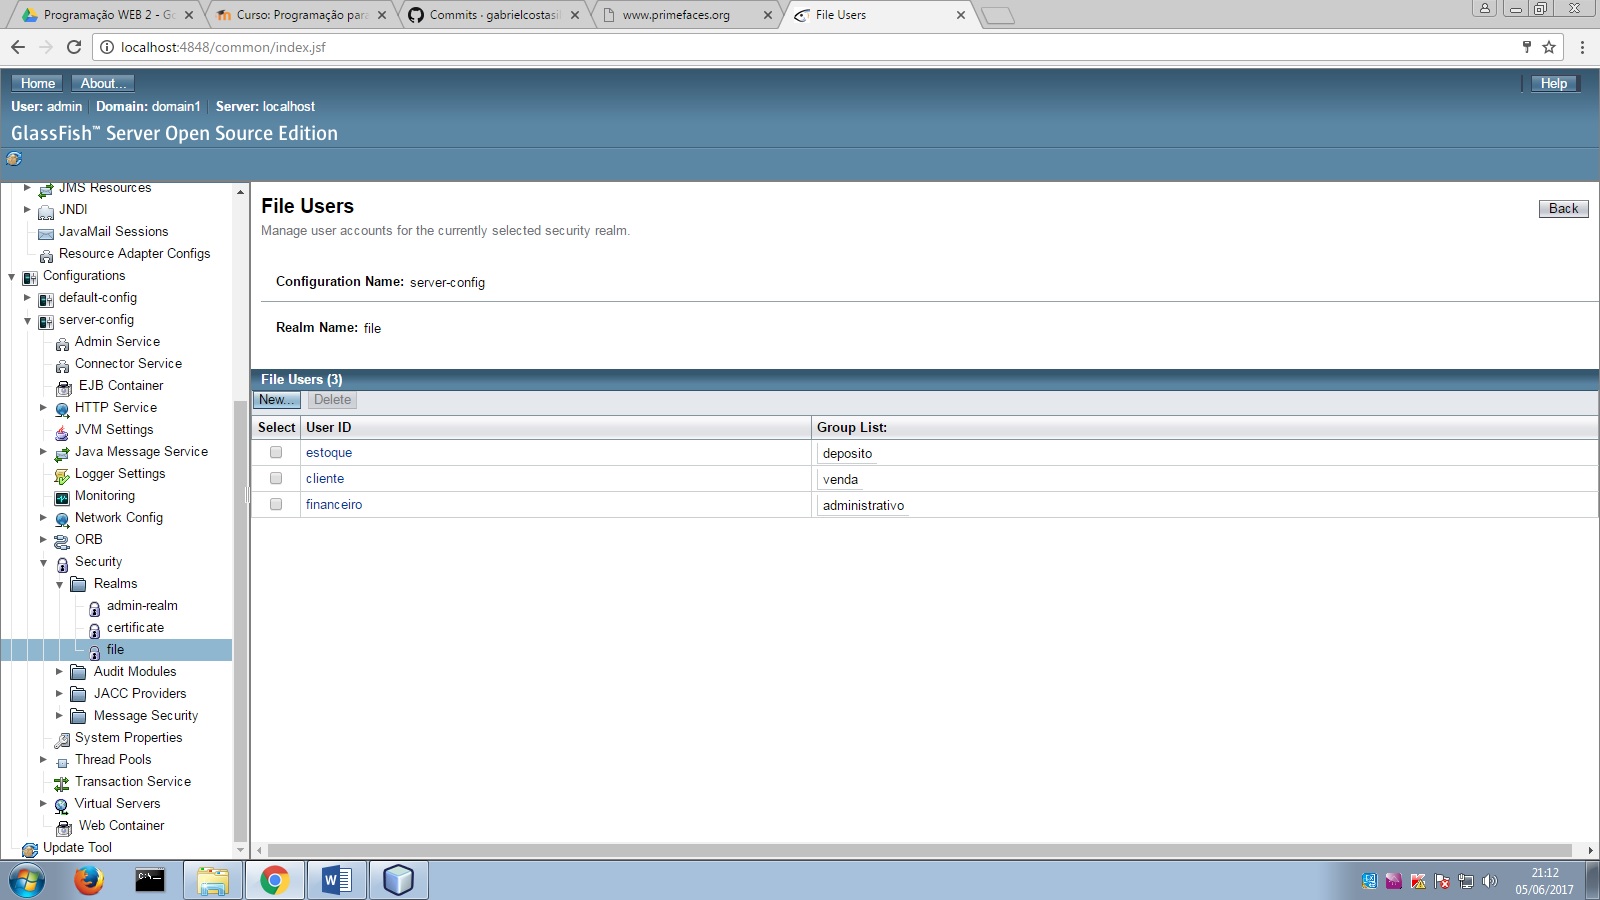 Programação WEB 2 - Go
Curso: Programação para
Commits · gabrielcostasil
www.primefaces.org
File Users
localhost:4848/common/index.jsf
Home
About...
Help
User: admin
Domain: domain1
Server: localhost
GlassFish™ Server Open Source Edition
JMS Resources
JNDI
JavaMail Sessions
Resource Adapter Configs
Configurations
default-config
server-config
Admin Service
Connector Service
EJB Container
HTTP Service
JVM Settings
Java Message Service
Logger Settings
Monitoring
Network Config
ORB
Security
Realms
admin-realm
certificate
file
Audit Modules
JACC Providers
Message Security
System Properties
Thread Pools
Transaction Service
Virtual Servers
Web Container
Update Tool
File Users
Back
Manage user accounts for the currently selected security realm.
Configuration Name: server-config
Realm Name: file
File Users (3)
New...
Delete
Select
User ID
Group List:
estoque
deposito
cliente
venda
financeiro
administrativo
21:12
05/06/2017